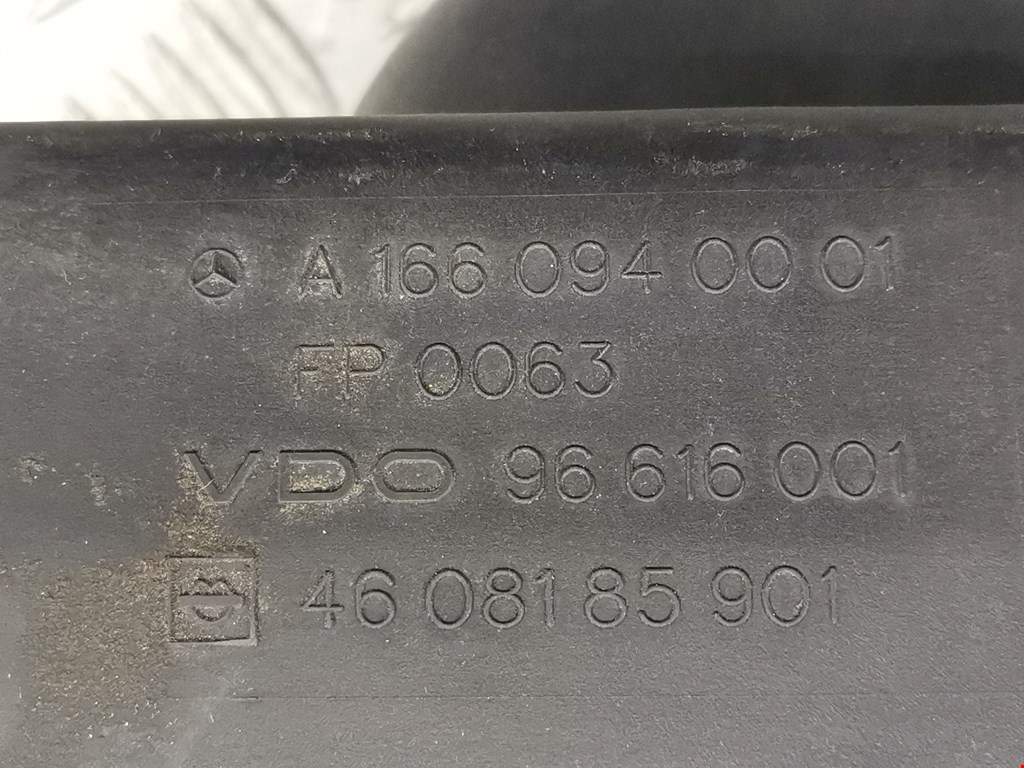 A 166 094 00 01
FP 0063
VDO 96 616 001
46 081 85 901